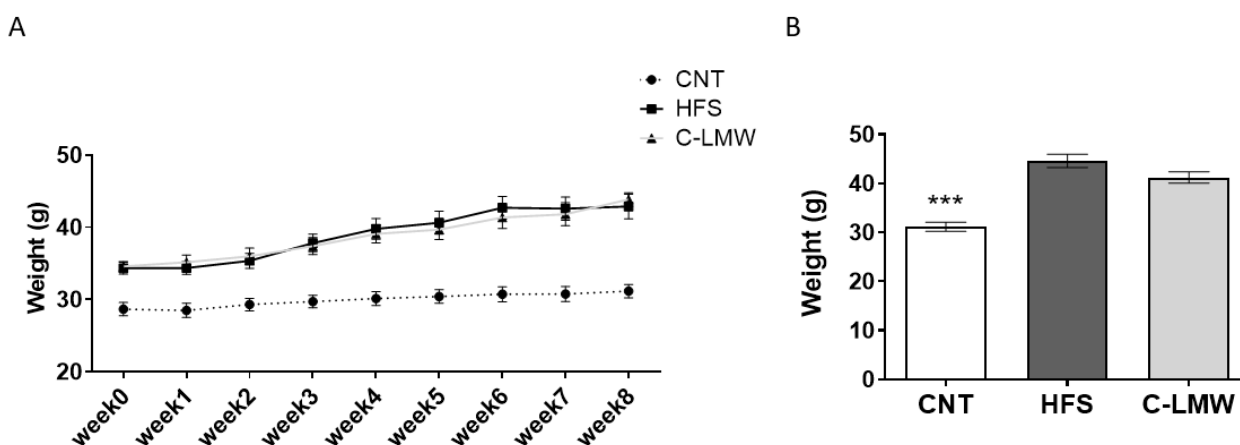 A
B
CNT
HFS
C-LMW
Weight (g)
50
40
30
20
week0
week1
week2
week3
week4
week5
week6
week7
week8
Weight (g)
50
40
30
20
10
0
***
CNT
HFS
C-LMW